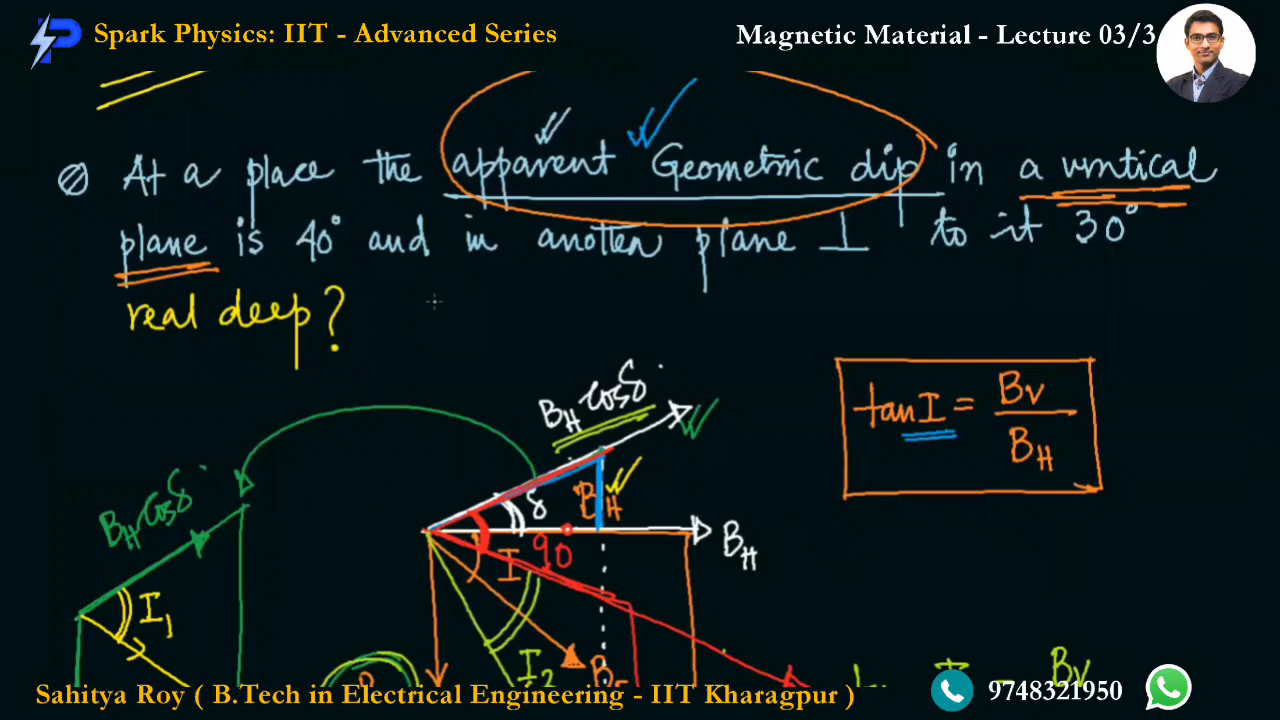 Spark Physics: IIT - Advanced Series
Magnetic Material - Lecture 03/3
At a place the apparent Geometric dip in a vertical
plane is 40° and in another plane ⊥ to it 30°
real deep?
tan I = Bv / BH
BH cosδ
BH cosδ
δ
BH
BH
90
I
I1
I2
Bv
Sahitya Roy ( B.Tech in Electrical Engineering - IIT Kharagpur )
9748321950